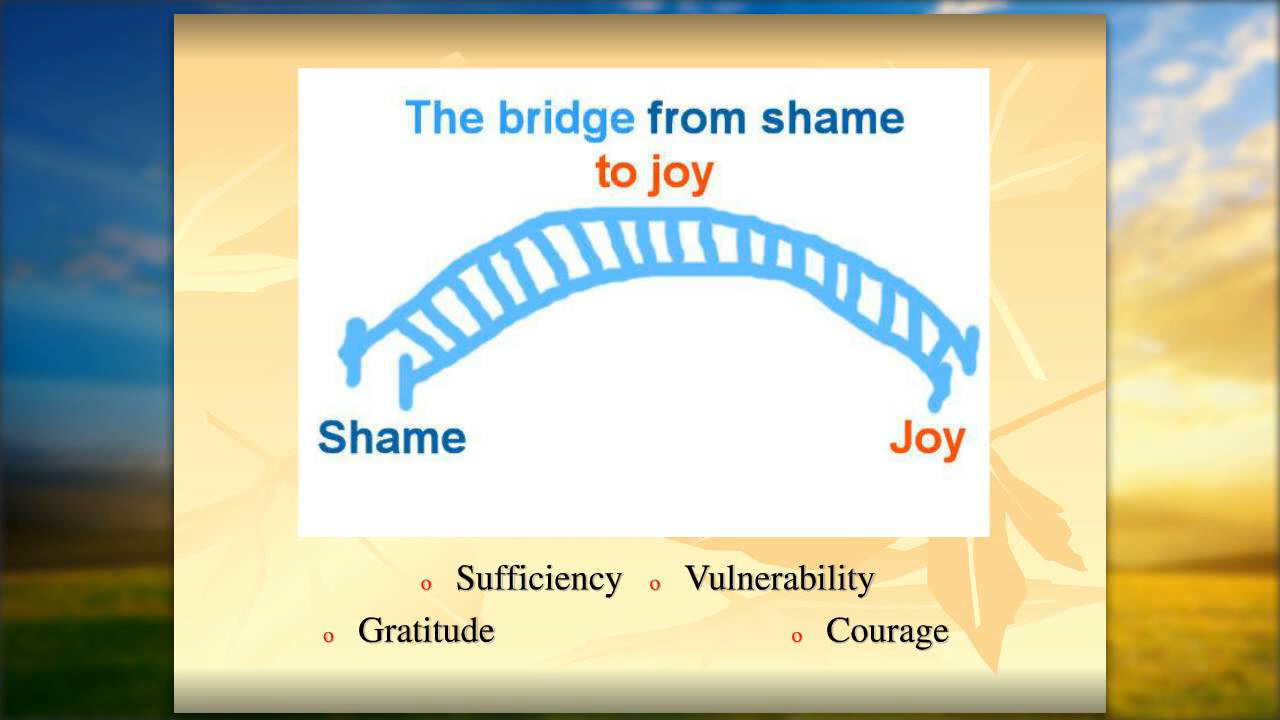 The bridge from shame
to joy
Shame Joy
o Sufficiency o Vulnerability
o Gratitude o Courage